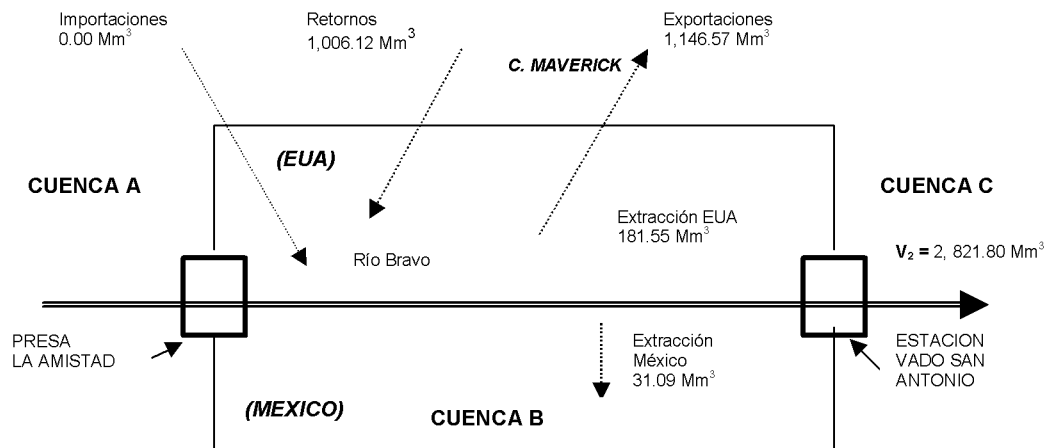 Importaciones
0.00 Mm³
Retornos
1,006.12 Mm³
Exportaciones
1,146.57 Mm³
C. MAVERICK
(EUA)
CUENCA A
CUENCA C
Extracción EUA
181.55 Mm³
V₂ = 2, 821.80 Mm³
Río Bravo
PRESA
LA AMISTAD
Extracción
México
31.09 Mm³
ESTACION
VADO SAN
ANTONIO
(MEXICO)
CUENCA B